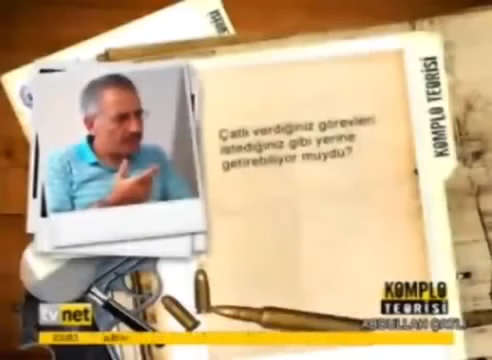 KOMPLO TEORİSİ
Çatlı verdiğiniz görevleri
istediğiniz gibi yerine
getirebiliyor muydu?
KOMPLO
TEORİSİ
ABDULLAH ÇATLI
tvnet